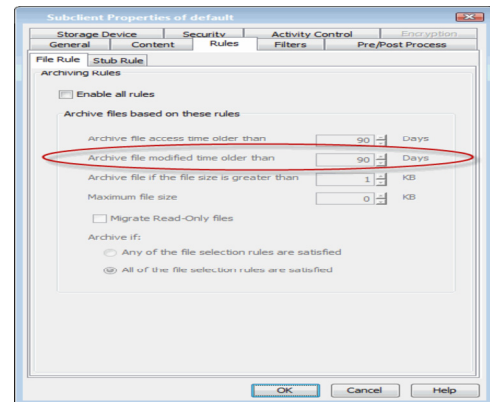 Subclient Properties of default
Storage Device Security Activity Control Encryption
General Content Rules Filters Pre/Post Process
File Rule Stub Rule
Archiving Rules
Enable all rules
Archive files based on these rules
Archive file access time older than 90 Days
Archive file modified time older than 90 Days
Archive file if the file size is greater than 1 KB
Maximum file size 0 KB
Migrate Read-Only files
Archive if:
Any of the file selection rules are satisfied
All of the file selection rules are satisfied
OK Cancel Help